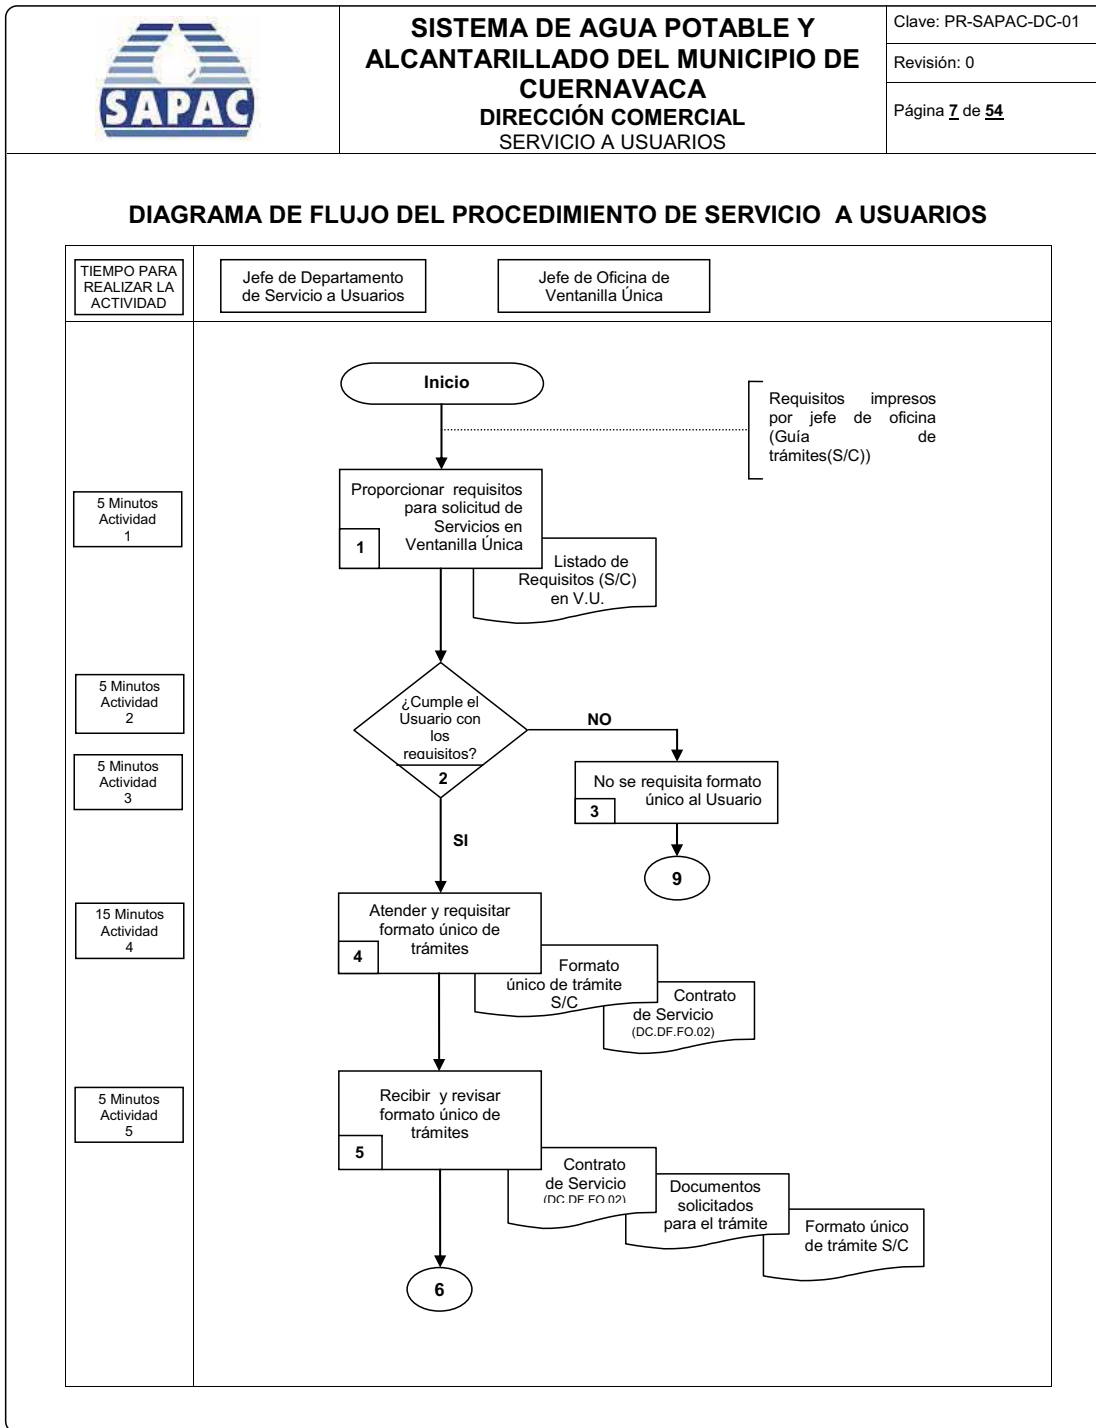 SAPAC
SISTEMA DE AGUA POTABLE Y
ALCANTARILLADO DEL MUNICIPIO DE
CUERNAVACA
DIRECCIÓN COMERCIAL
SERVICIO A USUARIOS
Clave: PR-SAPAC-DC-01
Revisión: 0
Página 7 de 54
DIAGRAMA DE FLUJO DEL PROCEDIMIENTO DE SERVICIO A USUARIOS
TIEMPO PARA
REALIZAR LA
ACTIVIDAD
Jefe de Departamento
de Servicio a Usuarios
Jefe de Oficina de
Ventanilla Única
Inicio
Requisitos impresos
por jefe de oficina
(Guía de
trámites(S/C))
5 Minutos
Actividad
1
Proporcionar requisitos
para solicitud de
Servicios en
Ventanilla Única
1
Listado de
Requisitos (S/C)
en V.U.
5 Minutos
Actividad
2
¿Cumple el
Usuario con
los
requisitos?
2
NO
5 Minutos
Actividad
3
No se requisita formato
único al Usuario
3
SI
9
15 Minutos
Actividad
4
Atender y requisitar
formato único de
trámites
4
Formato
único de trámite
S/C
Contrato
de Servicio
(DC.DF.FO.02)
5 Minutos
Actividad
5
Recibir y revisar
formato único de
trámites
5
Contrato
de Servicio
(DC.DF.FO.02)
Documentos
solicitados
para el trámite
Formato único
de trámite S/C
6